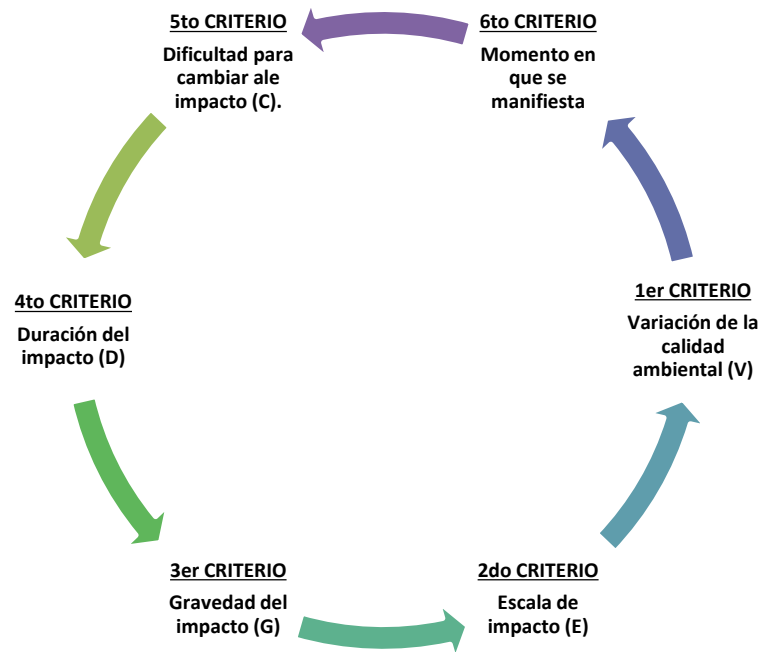 5to CRITERIO
Dificultad para
cambiar ale
impacto (C).
6to CRITERIO
Momento en
que se
manifiesta
1er CRITERIO
Variación de la
calidad
ambiental (V)
2do CRITERIO
Escala de
impacto (E)
3er CRITERIO
Gravedad del
impacto (G)
4to CRITERIO
Duración del
impacto (D)